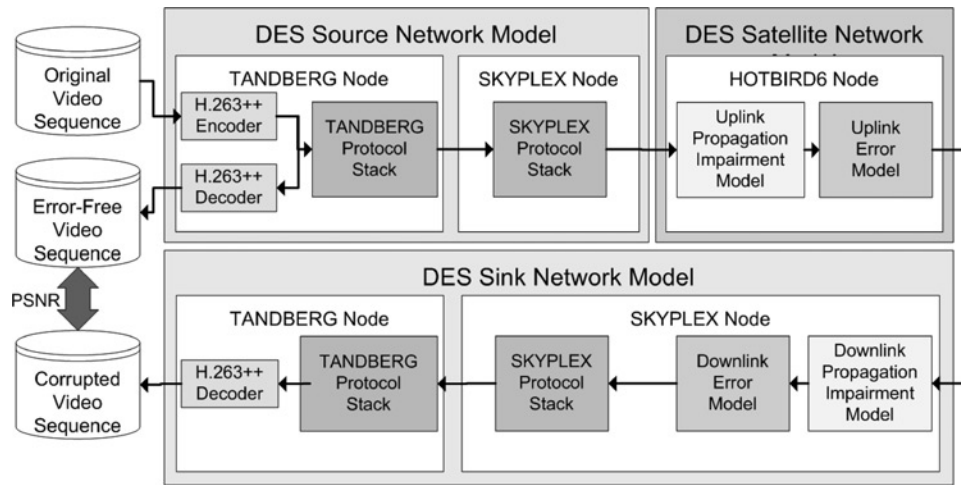 DES Source Network Model
DES Satellite Network
TANDBERG Node
SKYPLEX Node
HOTBIRD6 Node
Original
Video
Sequence
H.263++
Encoder
H.263++
Decoder
TANDBERG
Protocol
Stack
SKYPLEX
Protocol
Stack
Uplink
Propagation
Impairment
Model
Uplink
Error
Model
Error-Free
Video
Sequence
PSNR
DES Sink Network Model
TANDBERG Node
SKYPLEX Node
Corrupted
Video
Sequence
H.263++
Decoder
TANDBERG
Protocol
Stack
SKYPLEX
Protocol
Stack
Downlink
Error
Model
Downlink
Propagation
Impairment
Model